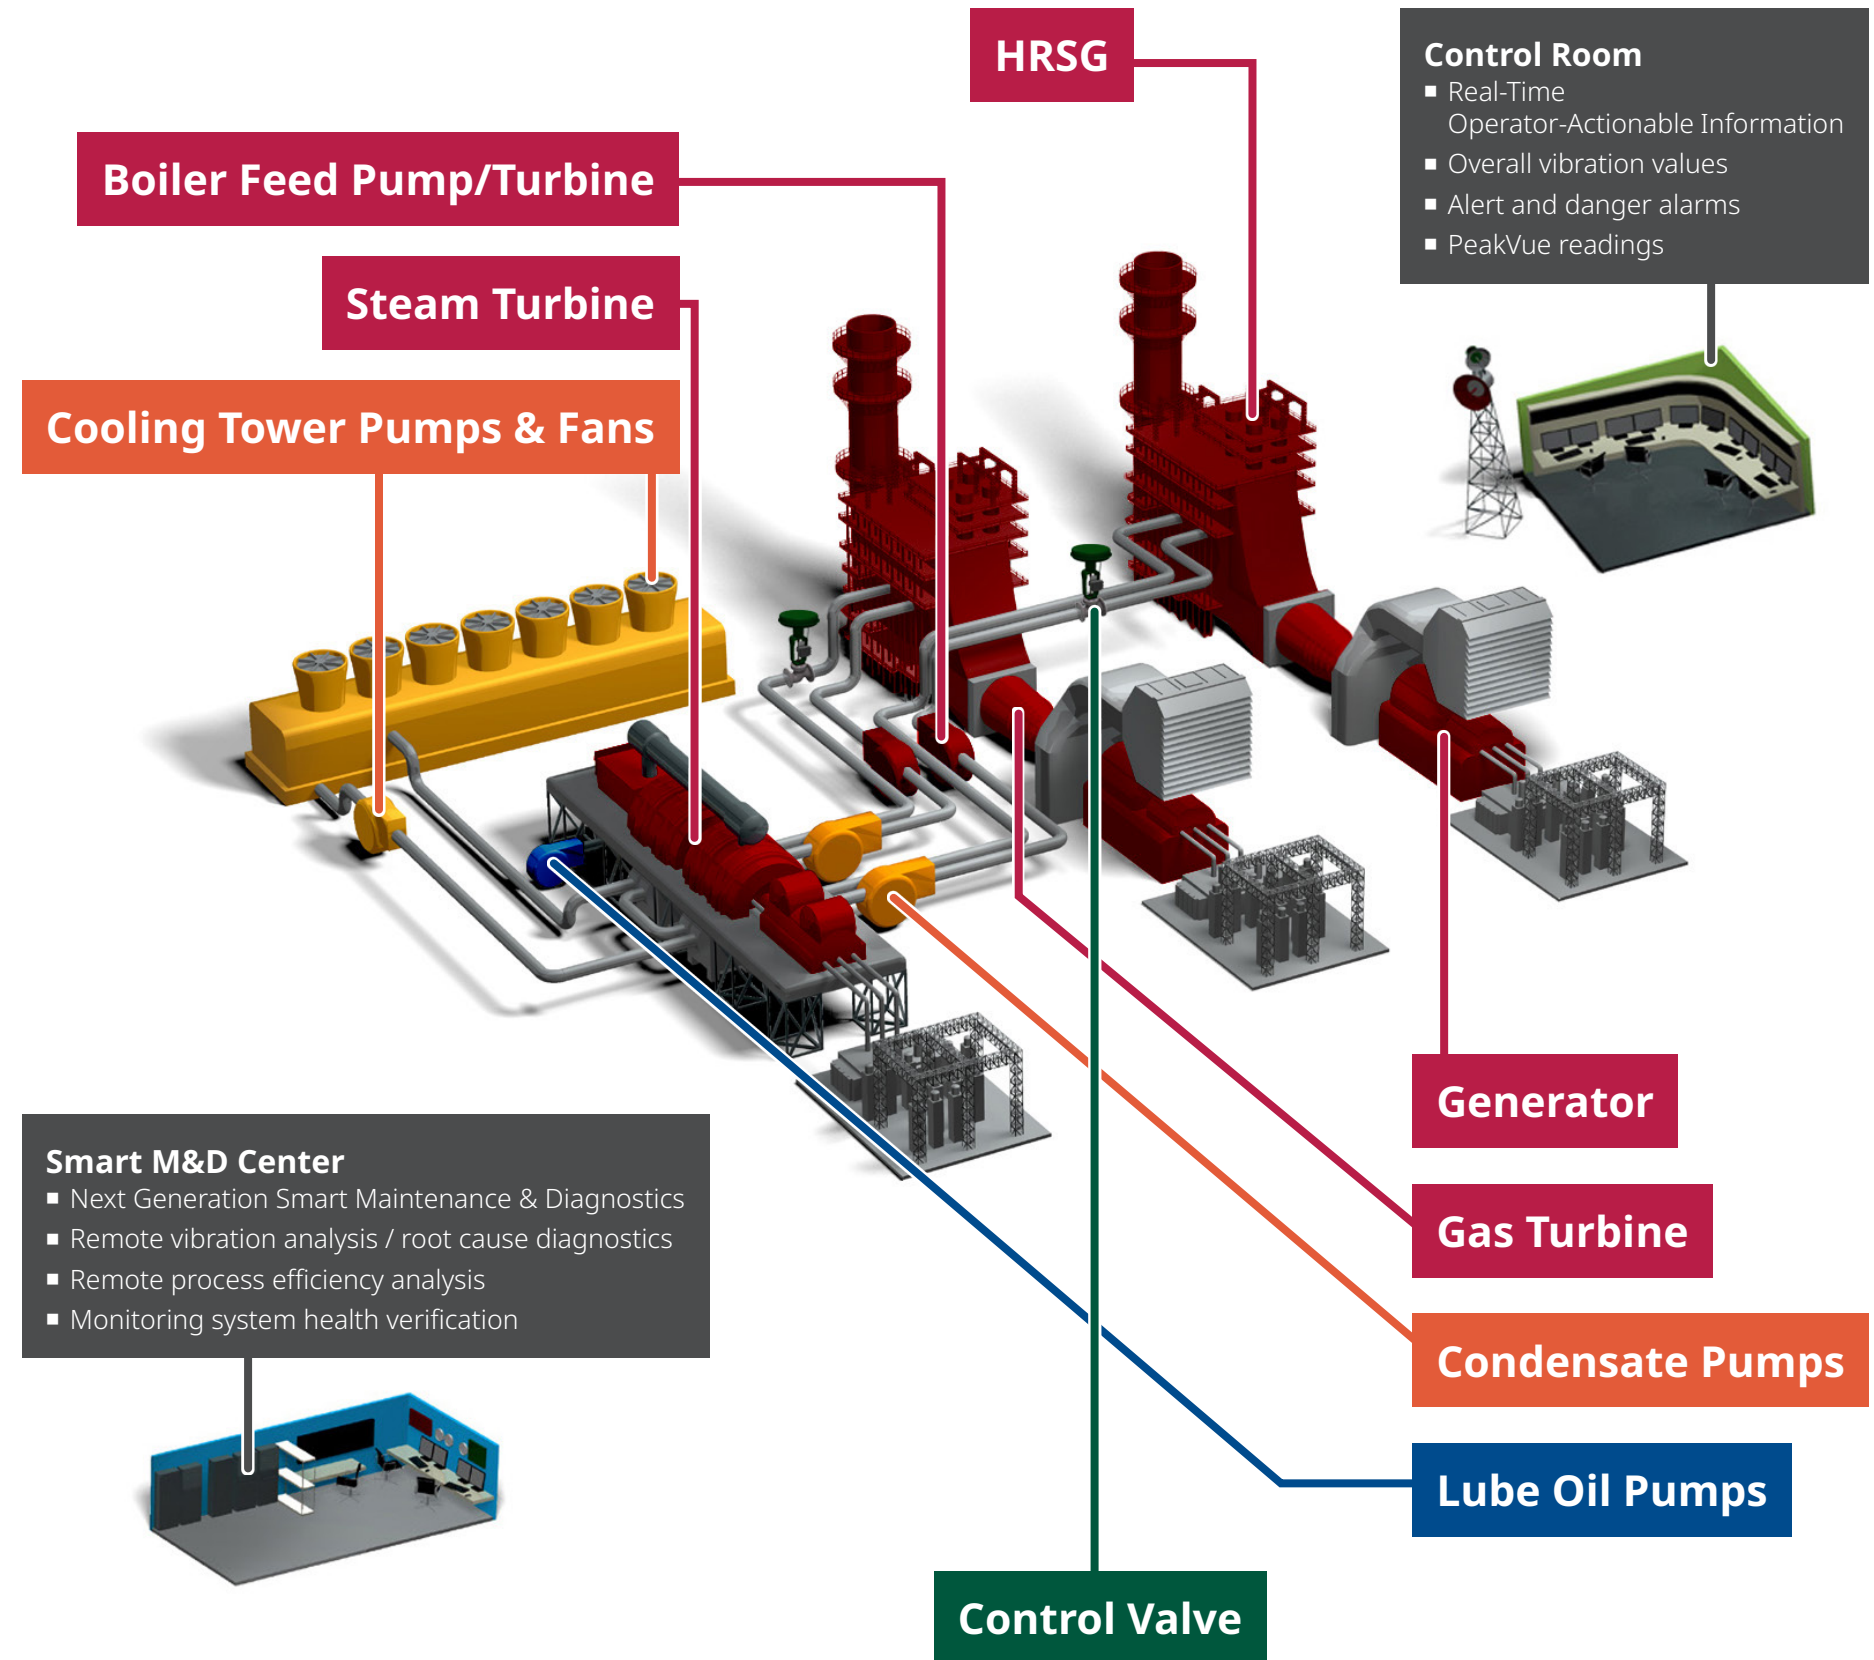 HRSG
Control Room
Real-Time
Operator-Actionable Information
Overall vibration values
Alert and danger alarms
PeakVue readings
Boiler Feed Pump/Turbine
Steam Turbine
Cooling Tower Pumps & Fans
Generator
Smart M&D Center
Next Generation Smart Maintenance & Diagnostics
Remote vibration analysis / root cause diagnostics
Remote process efficiency analysis
Monitoring system health verification
Gas Turbine
Condensate Pumps
Lube Oil Pumps
Control Valve